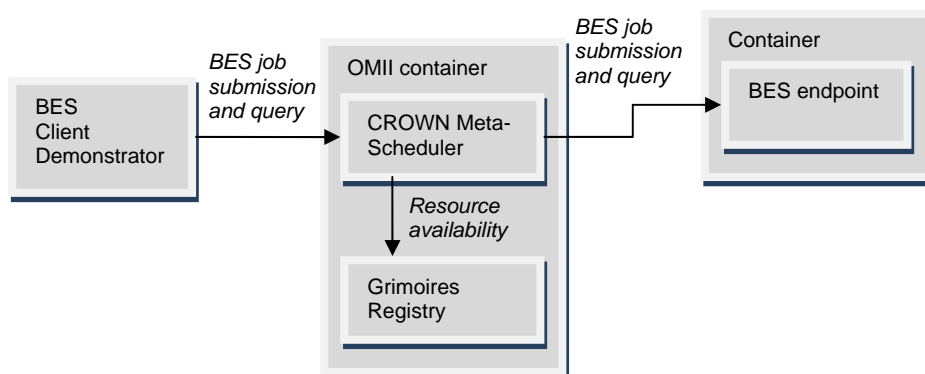 BES
Client
Demonstrator
BES job
submission
and query
OMII container
CROWN Meta-
Scheduler
Resource
availability
Grimoires
Registry
BES job
submission
and query
Container
BES endpoint